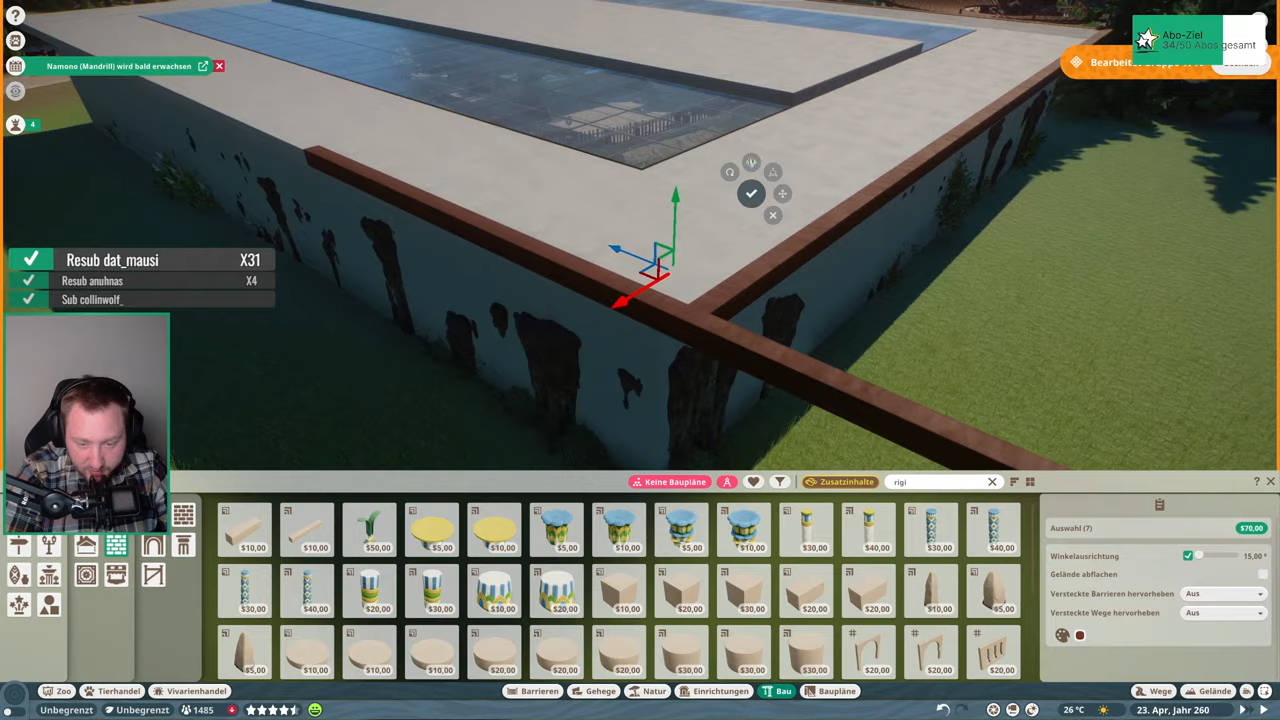 Abo-Ziel
34/50 Abos gesamt
Namono (Mandrill) wird bald erwachsen
4
Resub dat_mausi X31
Resub anuhnas X4
Sub collinwolf_
Keine Baupläne
Zusatzinhalte
rigi
$10,00 $10,00 $50,00 $5,00 $10,00 $5,00 $10,00 $5,00 $10,00 $30,00 $40,00 $30,00 $40,00
$30,00 $40,00 $20,00 $30,00 $10,00 $20,00 $10,00 $20,00 $30,00 $10,00 $20,00 $10,00 $5,00
$5,00 $10,00 $10,00 $10,00 $20,00 $20,00 $20,00 $30,00 $20,00 $30,00 $20,00 $20,00 $20,00
Auswahl (7) $70,00
Winkelausrichtung 15,00 °
Gelände abflachen
Versteckte Barrieren hervorheben Aus
Versteckte Wege hervorheben Aus
Zoo Tierhandel Vivarienhandel Barrieren Gehege Natur Einrichtungen Bau Baupläne Wege Gelände
Unbegrenzt Unbegrenzt 1485 26 °C 23. Apr, Jahr 260